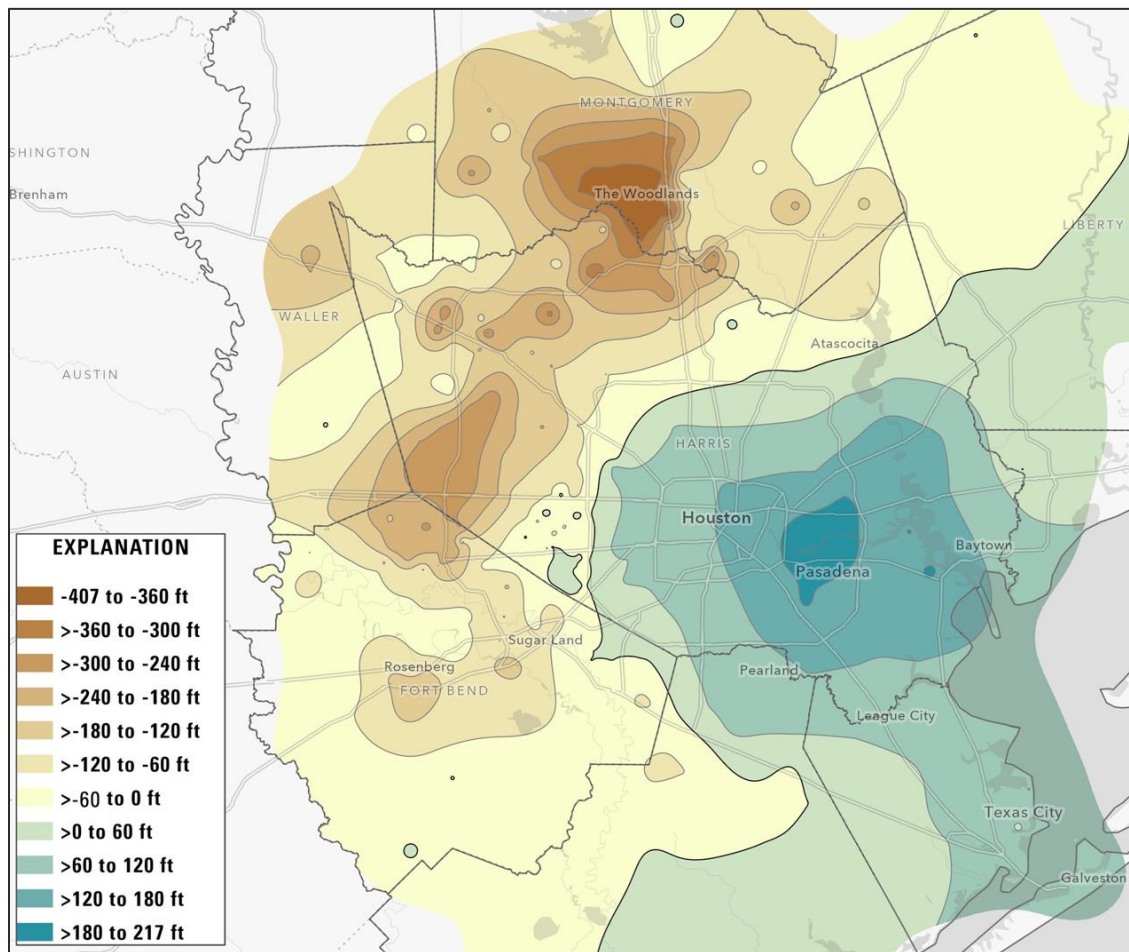 MONTGOMERY
SHINGTON
Brenham
The Woodlands
LIBERTY
WALLER
Atascocita
AUSTIN
HARRIS
Houston
Baytown
Pasadena
Sugar Land
Rosenberg
FORT BEND
Pearland
League City
Texas City
Galveston
EXPLANATION
-407 to -360 ft
>-360 to -300 ft
>-300 to -240 ft
>-240 to -180 ft
>-180 to -120 ft
>-120 to -60 ft
>-60 to 0 ft
>0 to 60 ft
>60 to 120 ft
>120 to 180 ft
>180 to 217 ft